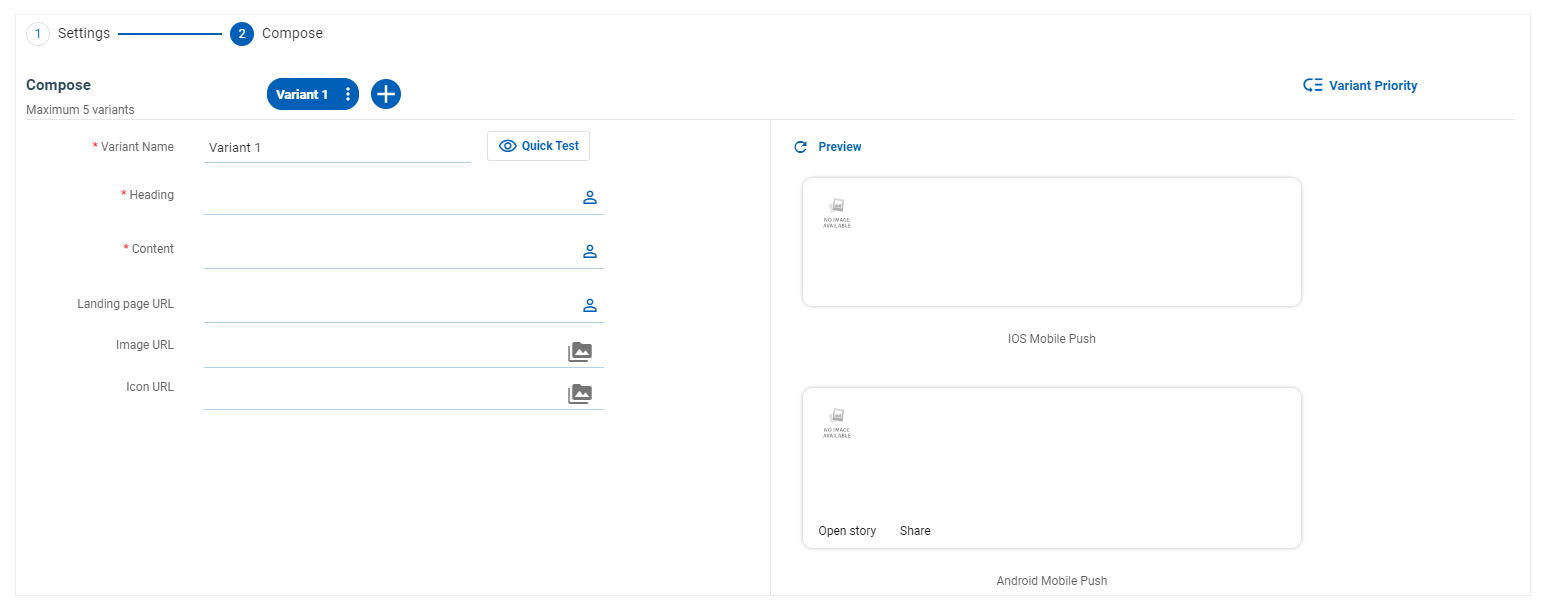 1 Settings 2 Compose
Compose
Maximum 5 variants
Variant 1
Variant Priority
* Variant Name Variant 1 Quick Test
* Heading
* Content
Landing page URL
Image URL
Icon URL
Preview
NO IMAGE
AVAILABLE
IOS Mobile Push
NO IMAGE
AVAILABLE
Open story Share
Android Mobile Push